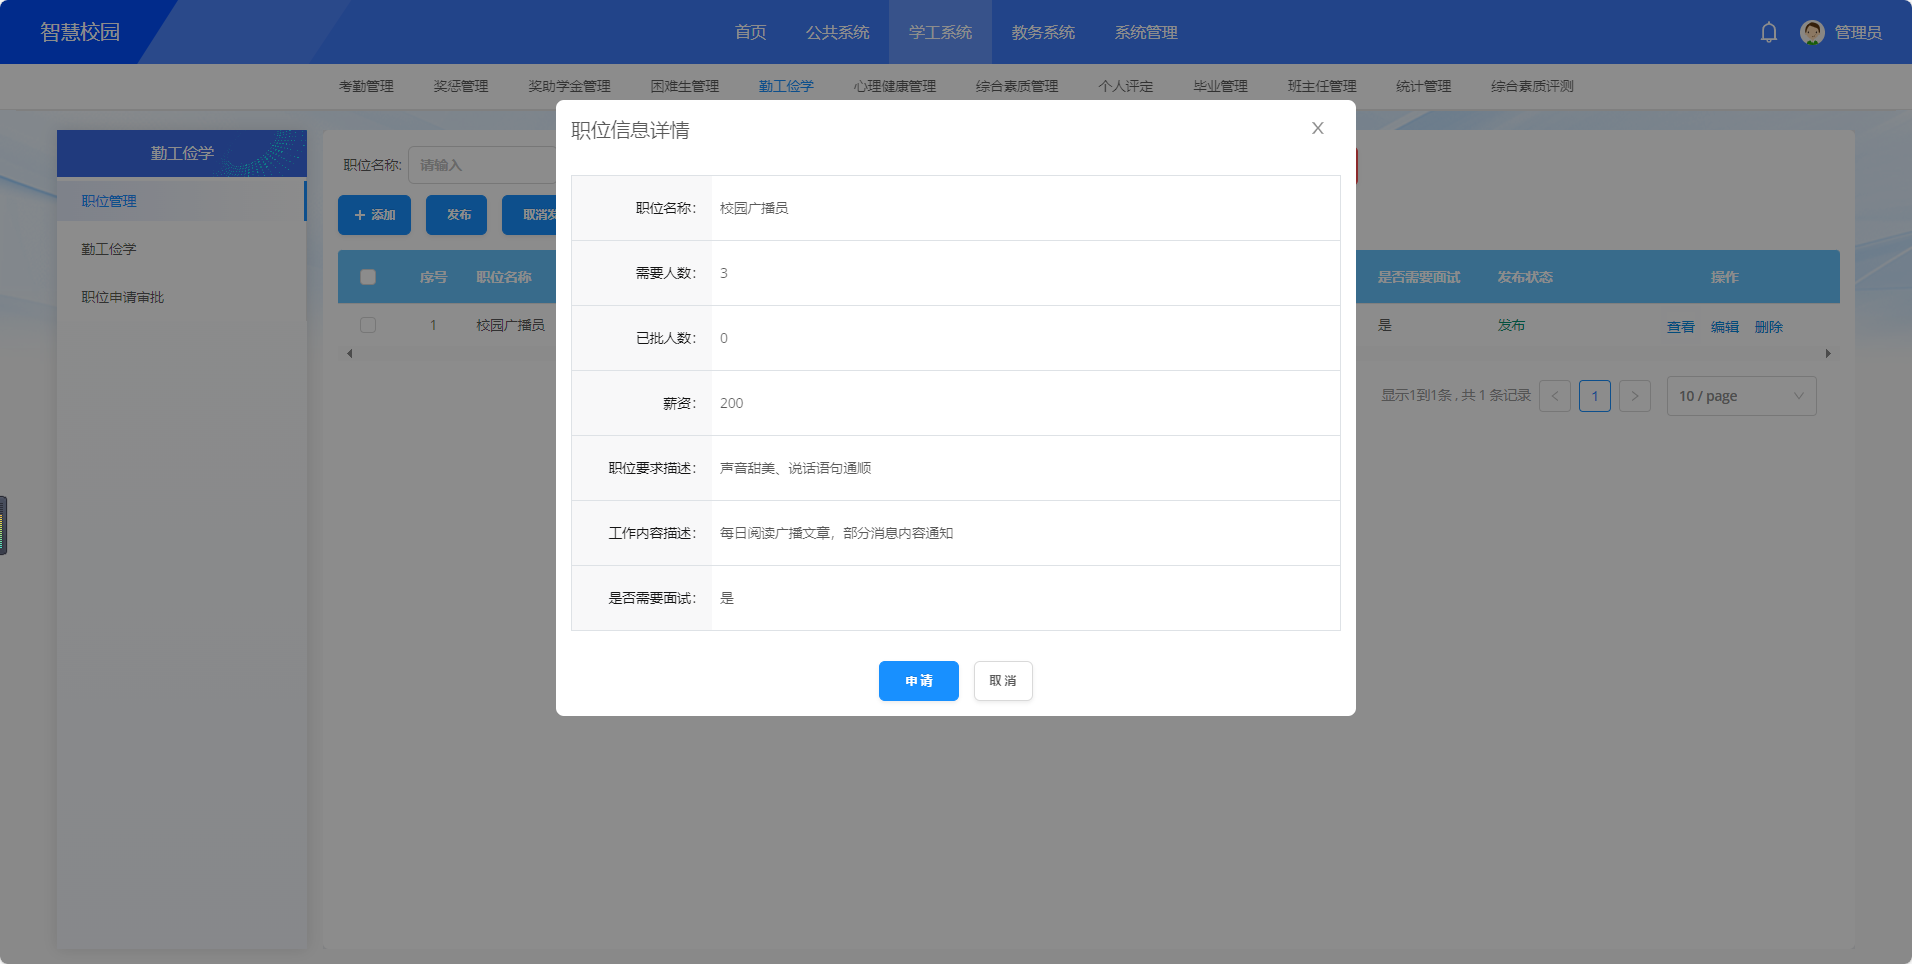 智慧校园
首页 公共系统 学工系统 教务系统 系统管理
管理员
考勤管理 奖惩管理 奖助学金管理 困难生管理 勤工俭学 心理健康管理 综合素质管理 个人评定 毕业管理 班主任管理 统计管理 综合素质评测
勤工俭学
职位管理
勤工俭学
职位申请审批
职位名称: 请输入
+ 添加 发布 取消发
序号 职位名称 是否需要面试 发布状态 操作
1 校园广播员 是 发布 查看 编辑 删除
显示1到1条 , 共 1 条记录 < 1 > 10 / page
职位信息详情 X
职位名称： 校园广播员
需要人数： 3
已批人数： 0
薪资： 200
职位要求描述： 声音甜美、说话语句通顺
工作内容描述： 每日阅读广播文章，部分消息内容通知
是否需要面试： 是
申 请 取 消